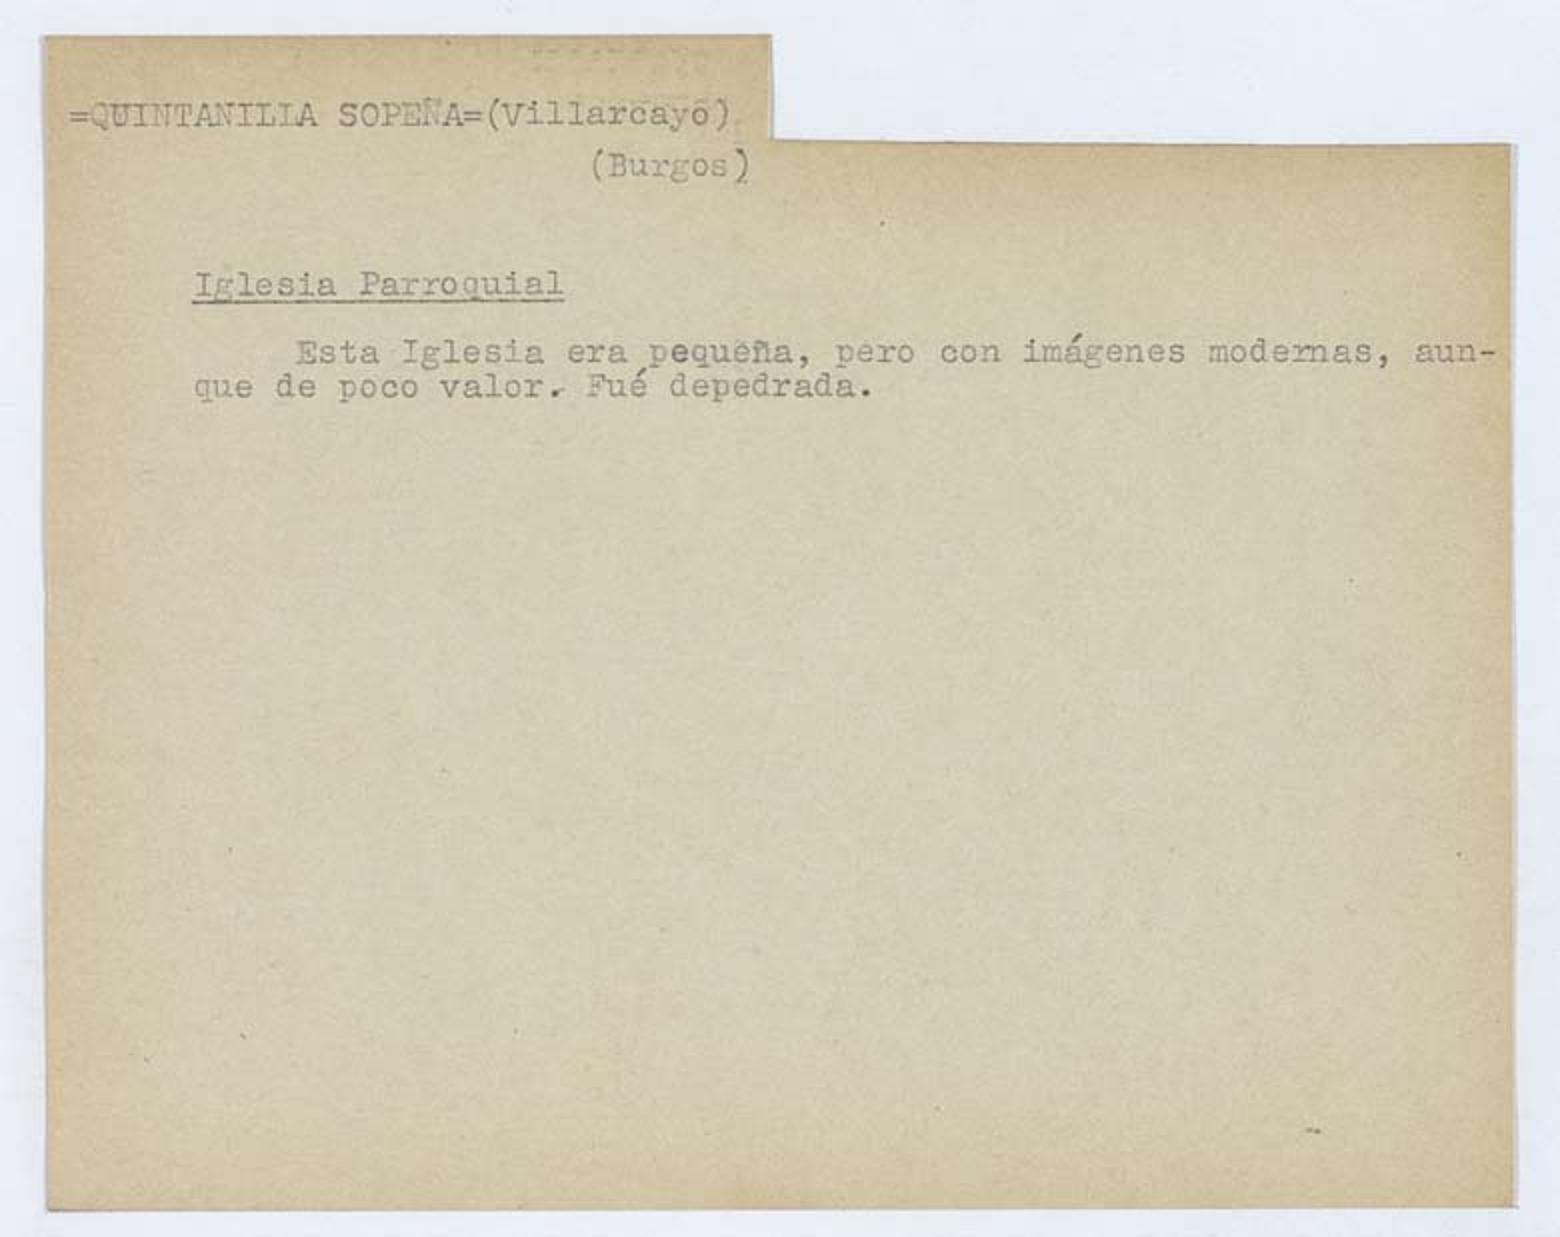 =QUINTANILLA SOPEÑA=(Villarcayo)
(Burgos)
Iglesia Parroquial
Esta Iglesia era pequeña, pero con imágenes modernas, aun-
que de poco valor.- Fué depedrada.